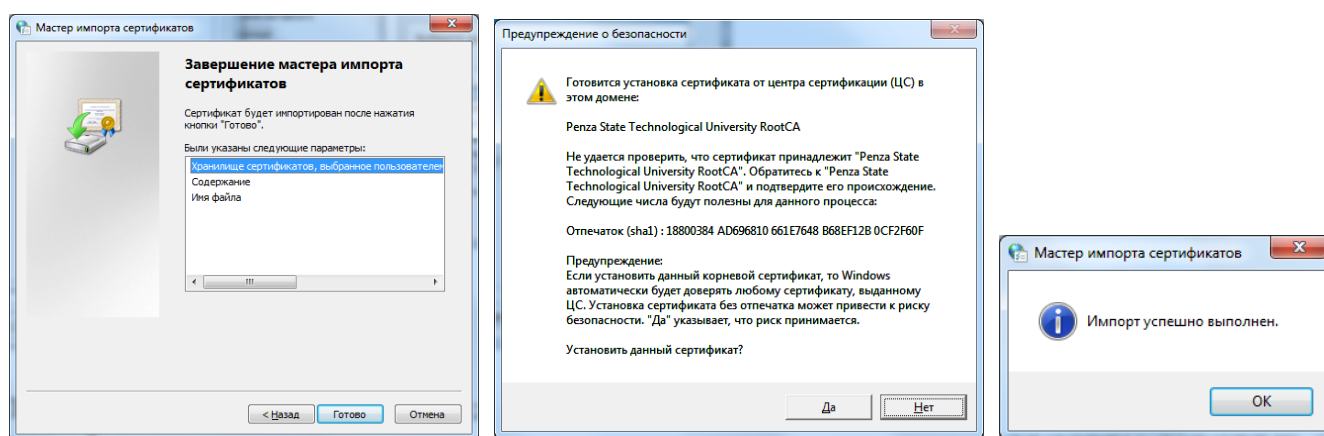 Мастер импорта сертификатов
Завершение мастера импорта
сертификатов
Сертификат будет импортирован после нажатия
кнопки "Готово".
Были указаны следующие параметры:
Хранилище сертификатов, выбранное пользователем
Содержание
Имя файла
< Назад
Готово
Отмена
Предупреждение о безопасности
Готовится установка сертификата от центра сертификации (ЦС) в
этом домене:
Penza State Technological University RootCA
Не удается проверить, что сертификат принадлежит "Penza State
Technological University RootCA". Обратитесь к "Penza State
Technological University RootCA" и подтвердите его происхождение.
Следующие числа будут полезны для данного процесса:
Отпечаток (sha1) : 18800384 AD696810 661E7648 B68EF12B 0CF2F60F
Предупреждение:
Если установить данный корневой сертификат, то Windows
автоматически будет доверять любому сертификату, выданному
ЦС. Установка сертификата без отпечатка может привести к риску
безопасности. "Да" указывает, что риск принимается.
Установить данный сертификат?
Да
Нет
Мастер импорта сертификатов
Импорт успешно выполнен.
ОК